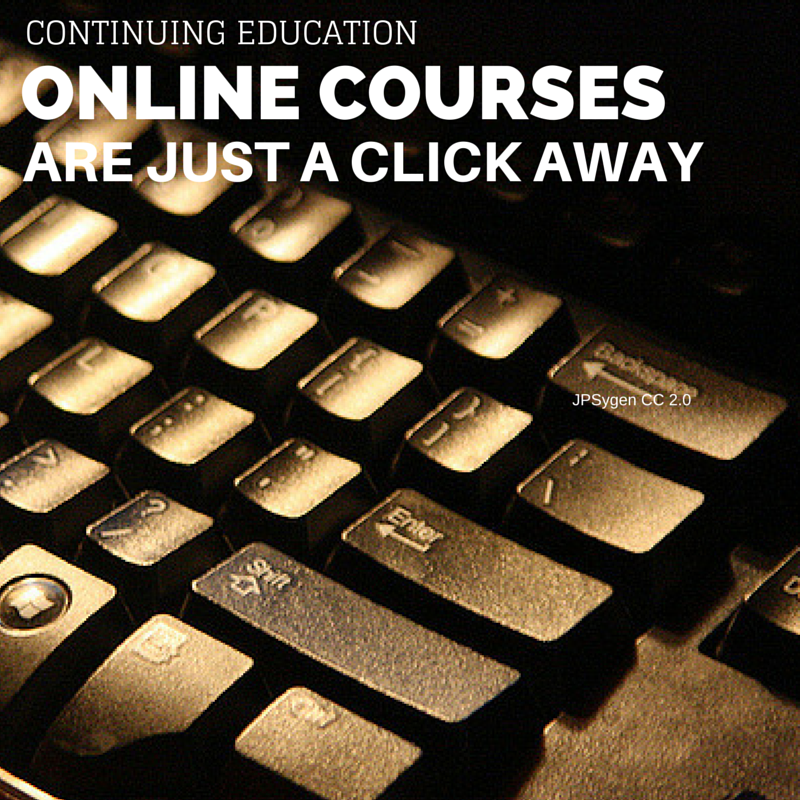 CONTINUING EDUCATION
ONLINE COURSES
ARE JUST A CLICK AWAY
+
=
P
Backspace
JPSygen CC 2.0
L
?
/
Enter
Shift
Ctrl